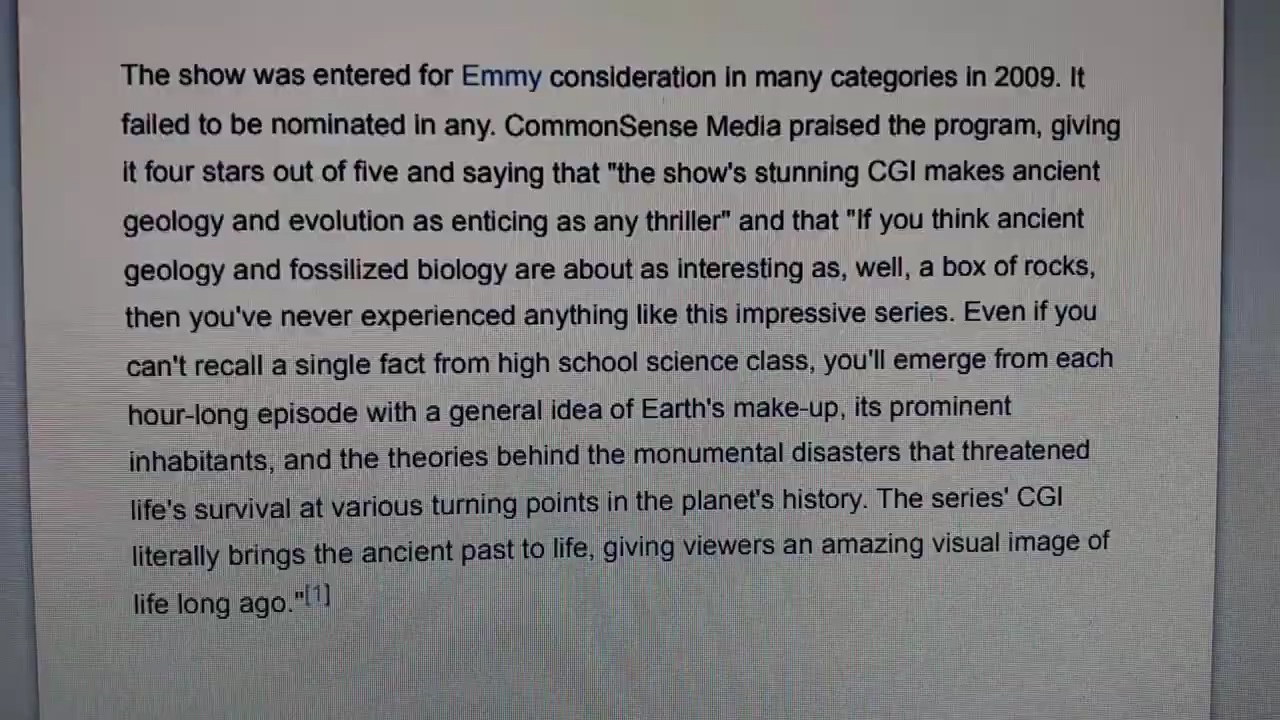 The show was entered for Emmy consideration in many categories in 2009. It
failed to be nominated in any. CommonSense Media praised the program, giving
it four stars out of five and saying that "the show's stunning CGI makes ancient
geology and evolution as enticing as any thriller" and that "If you think ancient
geology and fossilized biology are about as interesting as, well, a box of rocks,
then you've never experienced anything like this impressive series. Even if you
can't recall a single fact from high school science class, you'll emerge from each
hour-long episode with a general idea of Earth's make-up, its prominent
inhabitants, and the theories behind the monumental disasters that threatened
life's survival at various turning points in the planet's history. The series' CGI
literally brings the ancient past to life, giving viewers an amazing visual image of
life long ago."[1]